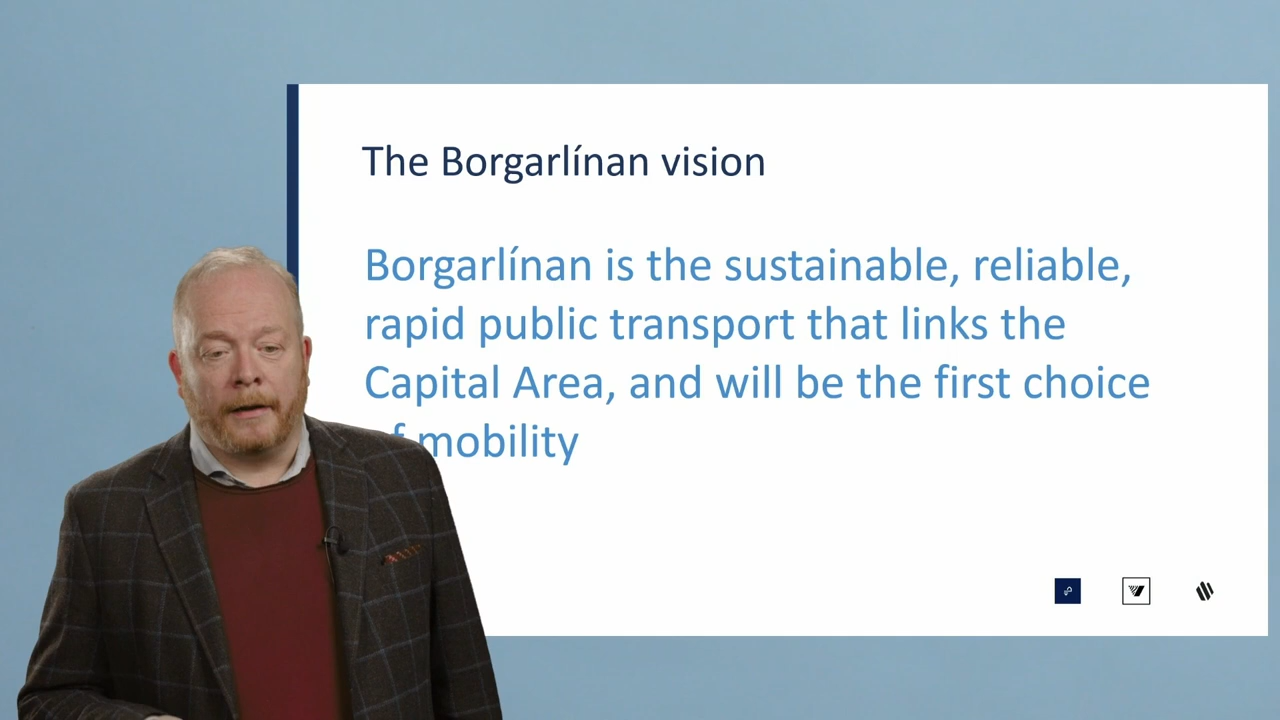 The Borgarlínan vision
Borgarlínan is the sustainable, reliable,
rapid public transport that links the
Capital Area, and will be the first choice
of mobility